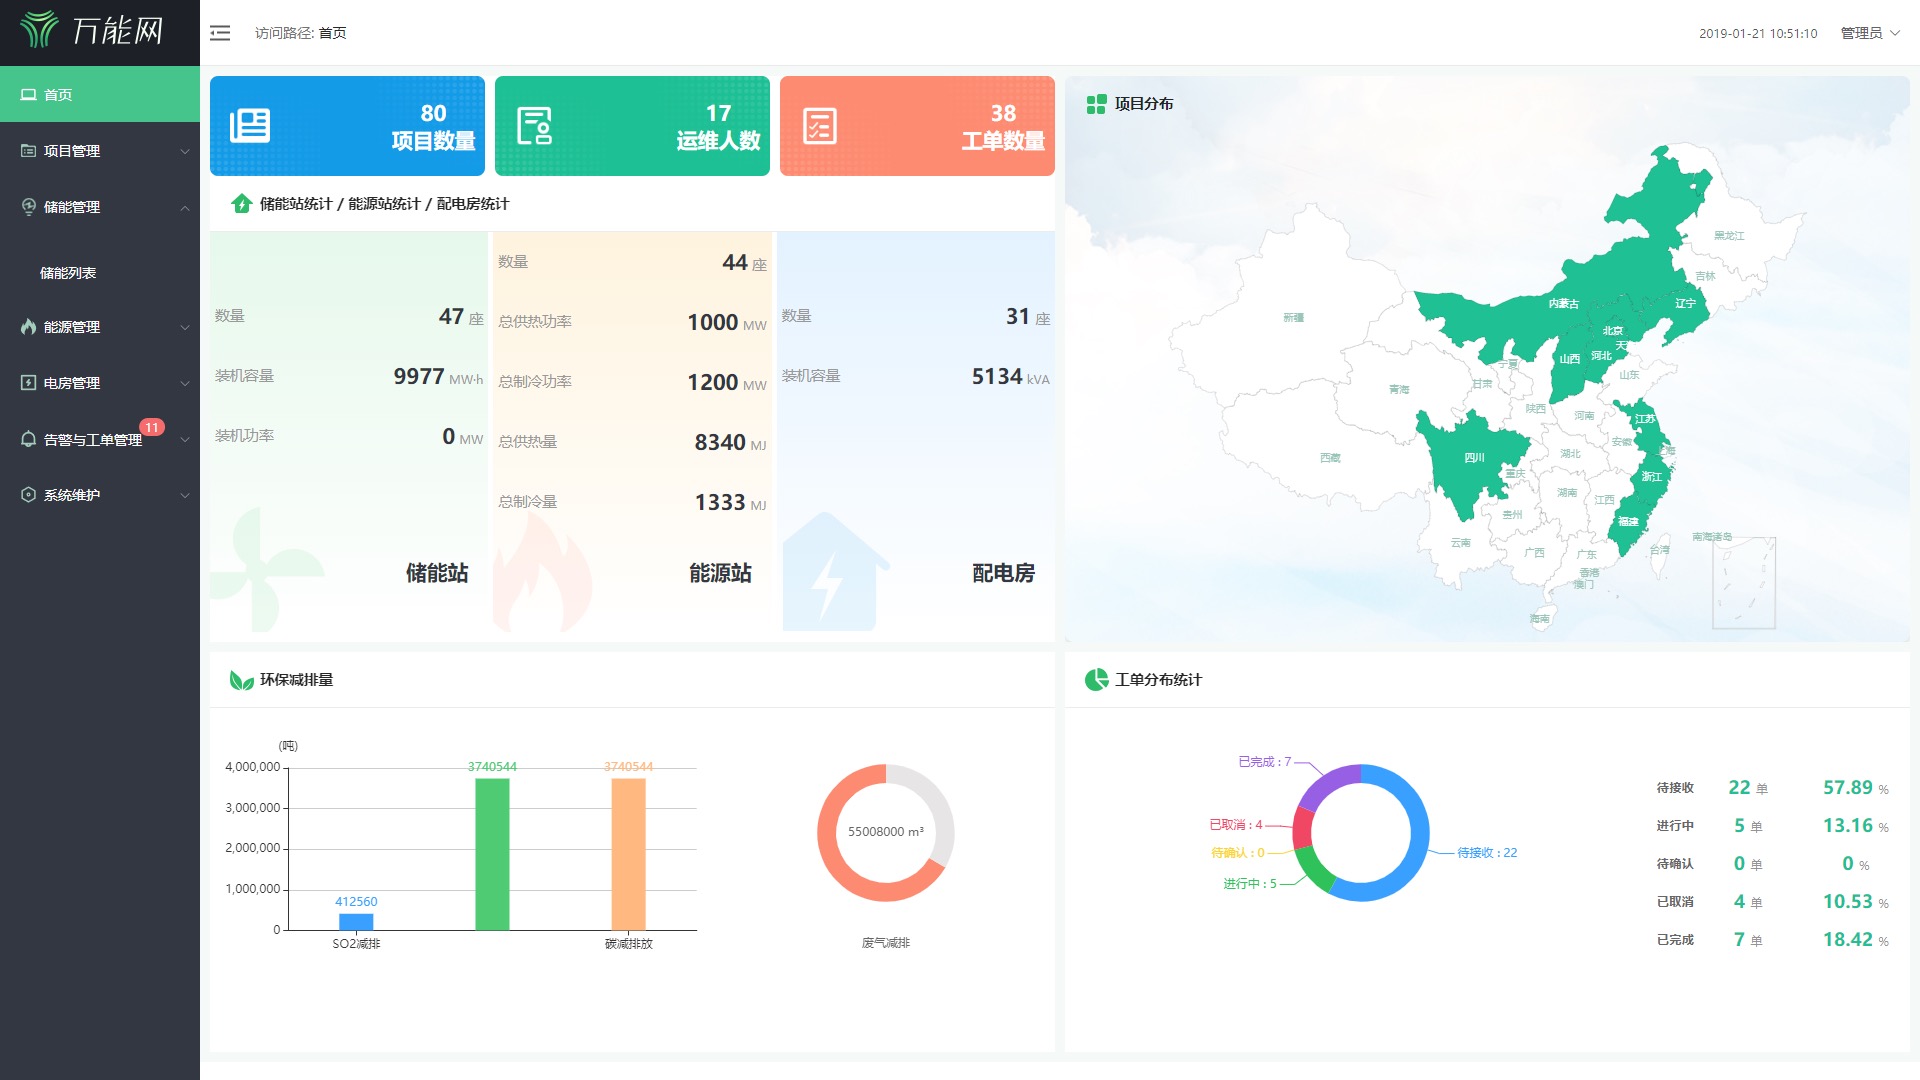 万能网
访问路径: 首页
2019-01-21 10:51:10
管理员
首页
项目管理
储能管理
储能列表
能源管理
电房管理
告警与工单管理
11
系统维护
80
项目数量
17
运维人数
38
工单数量
储能站统计 / 能源站统计 / 配电房统计
数量 47 座
装机容量 9977 MW·h
装机功率 0 MW
储能站
数量 44 座
总供热功率 1000 MW
总制冷功率 1200 MW
总供热量 8340 MJ
总制冷量 1333 MJ
能源站
数量 31 座
装机容量 5134 kVA
配电房
项目分布
黑龙江
吉林
辽宁
内蒙古
新疆
北京
天
山西
河北
宁夏
山东
青海
甘肃
陕西
河南
江苏
安徽
上海
西藏
四川
湖北
重庆
浙江
湖南
江西
贵州
福建
云南
广西
广东
台湾
南海诸岛
香港
澳门
海南
环保减排量
(吨)
4,000,000
3,000,000
2,000,000
1,000,000
0
412560
3740544
3740544
SO2减排
碳减排放
55008000 m³
废气减排
工单分布统计
已完成 : 7
已取消 : 4
待确认 : 0
进行中 : 5
待接收 : 22
待接收 22 单 57.89 %
进行中 5 单 13.16 %
待确认 0 单 0 %
已取消 4 单 10.53 %
已完成 7 单 18.42 %